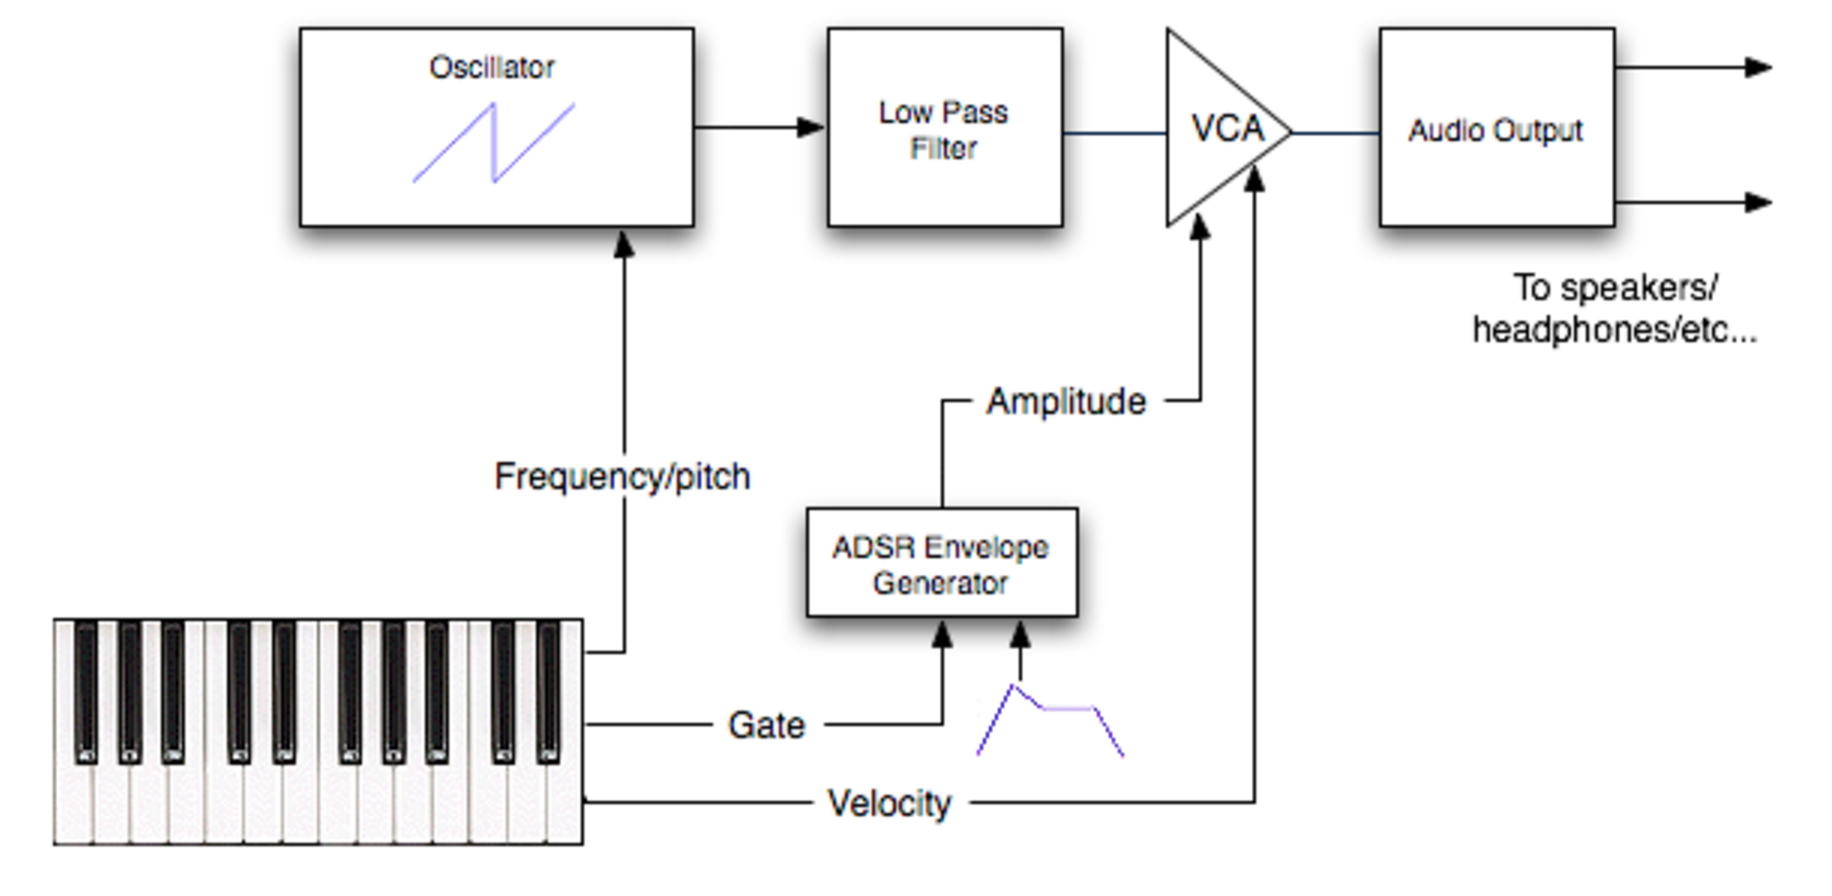 Oscillator
Low Pass
Filter
VCA
Audio Output
To speakers/
headphones/etc...
Amplitude
Frequency/pitch
ADSR Envelope
Generator
Gate
Velocity